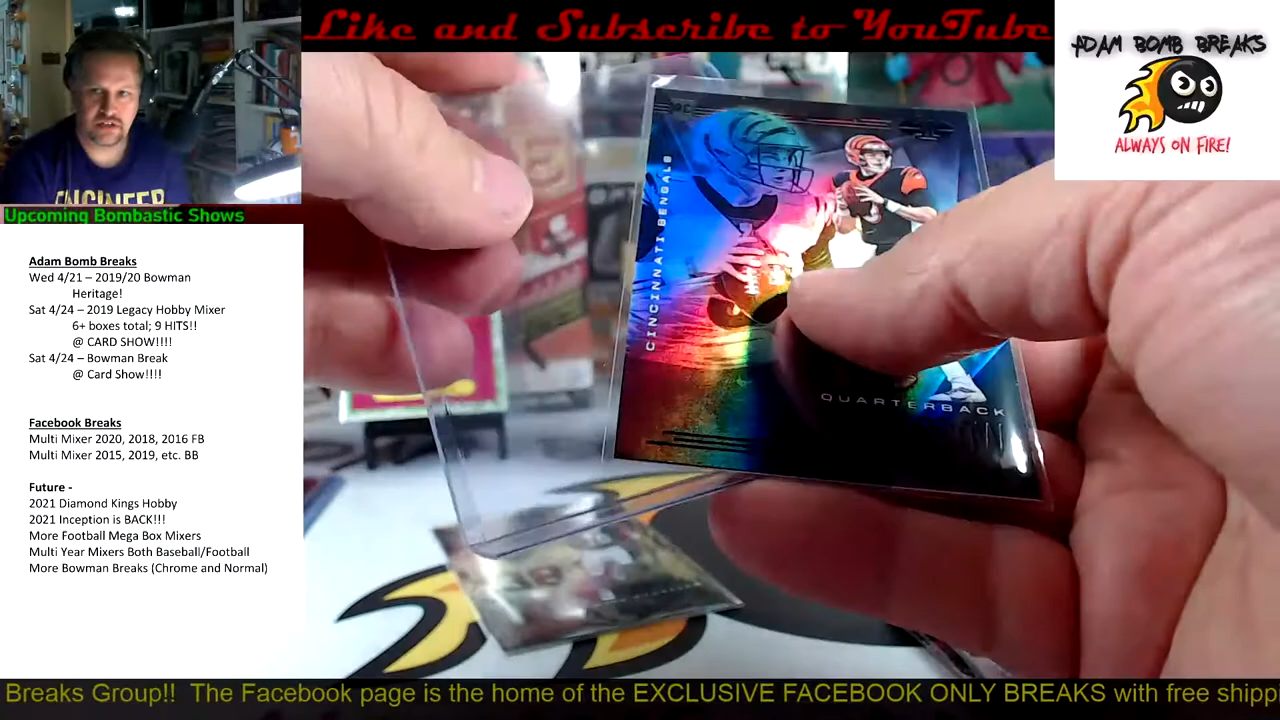 Like and Subscribe to YouTube
ADAM BOMB BREAKS
ALWAYS ON FIRE!
ENGINEER
Upcoming Bombastic Shows
Adam Bomb Breaks
Wed 4/21 – 2019/20 Bowman
Heritage!
Sat 4/24 – 2019 Legacy Hobby Mixer
6+ boxes total; 9 HITS!!
@ CARD SHOW!!!!
Sat 4/24 – Bowman Break
@ Card Show!!!!
Facebook Breaks
Multi Mixer 2020, 2018, 2016 FB
Multi Mixer 2015, 2019, etc. BB
Future -
2021 Diamond Kings Hobby
2021 Inception is BACK!!!
More Football Mega Box Mixers
Multi Year Mixers Both Baseball/Football
More Bowman Breaks (Chrome and Normal)
CINCINNATI BENGALS
QUARTERBACK
Breaks Group!! The Facebook page is the home of the EXCLUSIVE FACEBOOK ONLY BREAKS with free shipp